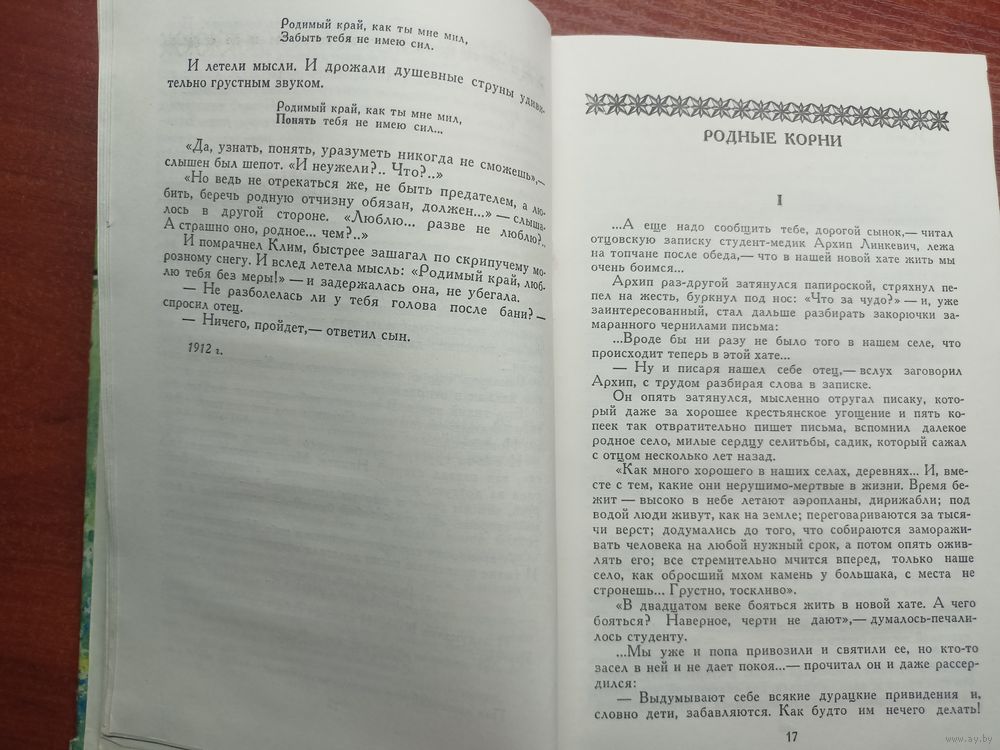 Родимый край, как ты мне мил,
Забыть тебя не имею сил.
И летели мысли. И дрожали душевные струны удиви-
тельно грустным звуком.
Родимый край, как ты мне мил,
Понять тебя не имею сил...
«Да, узнать, понять, уразуметь никогда не сможешь»,—
слышен был шепот. «И неужели?.. Что?..»
«Но ведь не отрекаться же, не быть предателем, а лю-
бить, беречь родную отчизну обязан, должен...» — слыша-
лось в другой стороне. «Люблю... разве не люблю?..
А страшно оно, родное... чем?..»
И помрачнел Клим, быстрее зашагал по скрипучему мо-
розному снегу. И вслед летела мысль: «Родимый край, люб-
лю тебя без меры!» — и задержалась она, не убегала.
— Не разболелась ли у тебя голова после бани? —
спросил отец.
— Ничего, пройдет,— ответил сын.
1912 г.
РОДНЫЕ КОРНИ
I
...А еще надо сообщить тебе, дорогой сынок,— читал
отцовскую записку студент-медик Архип Линкевич, лежа
на топчане после обеда,— что в нашей новой хате жить мы
очень боимся...
Архип раз-другой затянулся папироской, стряхнул пе-
пел на жесть, буркнул под нос: «Что за чудо?» — и, уже
заинтересованный, стал дальше разбирать закорючки за-
маранного чернилами письма:
...Вроде бы ни разу не было того в нашем селе, что
происходит теперь в этой хате...
— Ну и писаря нашел себе отец,— вслух заговорил
Архип, с трудом разбирая слова в записке.
Он опять затянулся, мысленно отругал писаку, кото-
рый даже за хорошее крестьянское угощение и пять ко-
пеек так отвратительно пишет письма, вспомнил далекое
родное село, милые сердцу селитьбы, садик, который сажал
с отцом несколько лет назад.
«Как много хорошего в наших селах, деревнях... И, вме-
сте с тем, какие они нерушимо-мертвые в жизни. Время бе-
жит — высоко в небе летают аэропланы, дирижабли; под
водой люди живут, как на земле; переговариваются за тыся-
чи верст; додумались до того, что собираются заморажи-
вать человека на любой нужный срок, а потом опять ожив-
лять его; все стремительно мчится вперед, только наше
село, как обросший мхом камень у большака, с места не
стронешь... Грустно, тоскливо».
«В двадцатом веке бояться жить в новой хате. А чего
бояться? Наверное, черти не дают»,— думалось-печали-
лось студенту.
...Мы уже и попа привозили и святили ее, но кто-то
засел в ней и не дает покоя...— прочитал он и даже рассер-
дился:
— Выдумывают себе всякие дурацкие привидения и,
словно дети, забавляются. Как будто им нечего делать!
17
www.ay.by